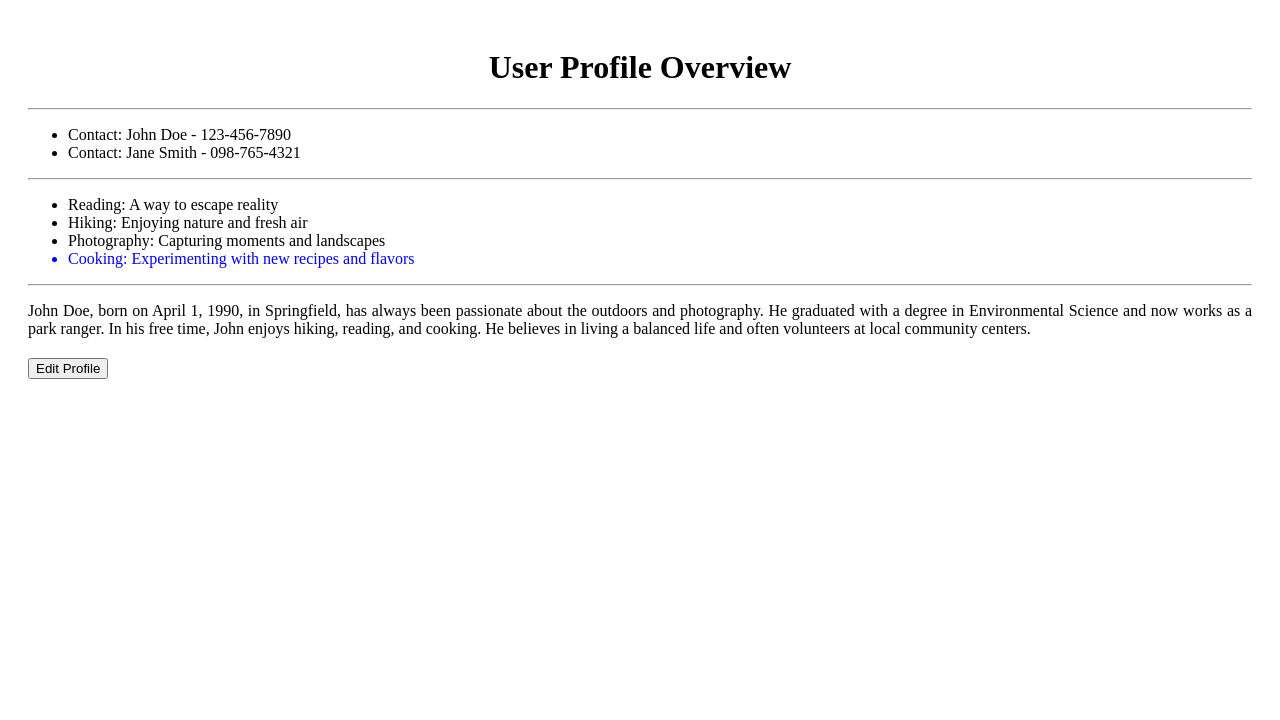 User Profile Overview
Contact: John Doe - 123-456-7890
Contact: Jane Smith - 098-765-4321
Reading: A way to escape reality
Hiking: Enjoying nature and fresh air
Photography: Capturing moments and landscapes
Cooking: Experimenting with new recipes and flavors
John Doe, born on April 1, 1990, in Springfield, has always been passionate about the outdoors and photography. He graduated with a degree in Environmental Science and now works as a
park ranger. In his free time, John enjoys hiking, reading, and cooking. He believes in living a balanced life and often volunteers at local community centers.
Edit Profile